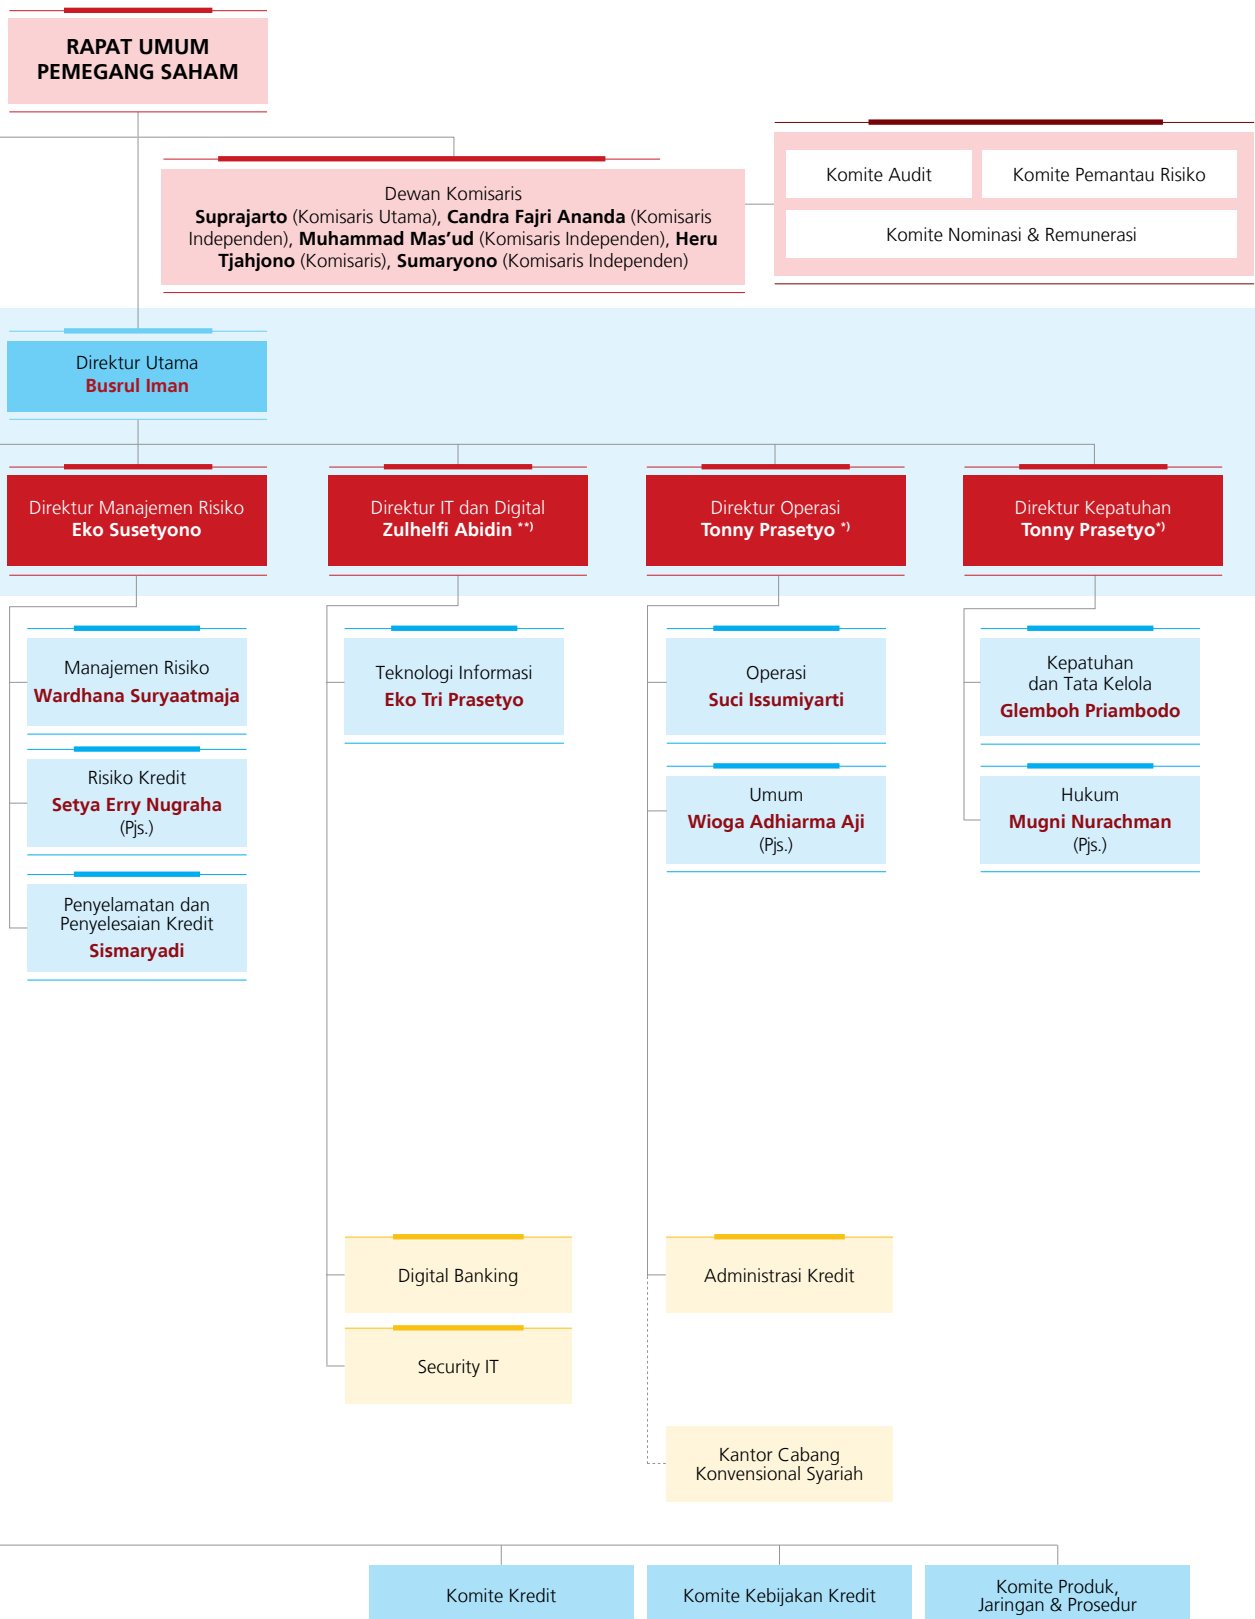 RAPAT UMUM
PEMEGANG SAHAM
Dewan Komisaris
Suprajarto (Komisaris Utama), Candra Fajri Ananda (Komisaris
Independen), Muhammad Mas’ud (Komisaris Independen), Heru
Tjahjono (Komisaris), Sumaryono (Komisaris Independen)
Komite Audit
Komite Pemantau Risiko
Komite Nominasi & Remunerasi
Direktur Utama
Busrul Iman
Direktur Manajemen Risiko
Eko Susetyono
Direktur IT dan Digital
Zulhelfi Abidin **)
Direktur Operasi
Tonny Prasetyo *)
Direktur Kepatuhan
Tonny Prasetyo*)
Manajemen Risiko
Wardhana Suryaatmaja
Risiko Kredit
Setya Erry Nugraha
(Pjs.)
Penyelamatan dan
Penyelesaian Kredit
Sismaryadi
Teknologi Informasi
Eko Tri Prasetyo
Operasi
Suci Issumiyarti
Umum
Wioga Adhiarma Aji
(Pjs.)
Kepatuhan
dan Tata Kelola
Glemboh Priambodo
Hukum
Mugni Nurachman
(Pjs.)
Digital Banking
Security IT
Administrasi Kredit
Kantor Cabang
Konvensional Syariah
Komite Kredit
Komite Kebijakan Kredit
Komite Produk,
Jaringan & Prosedur